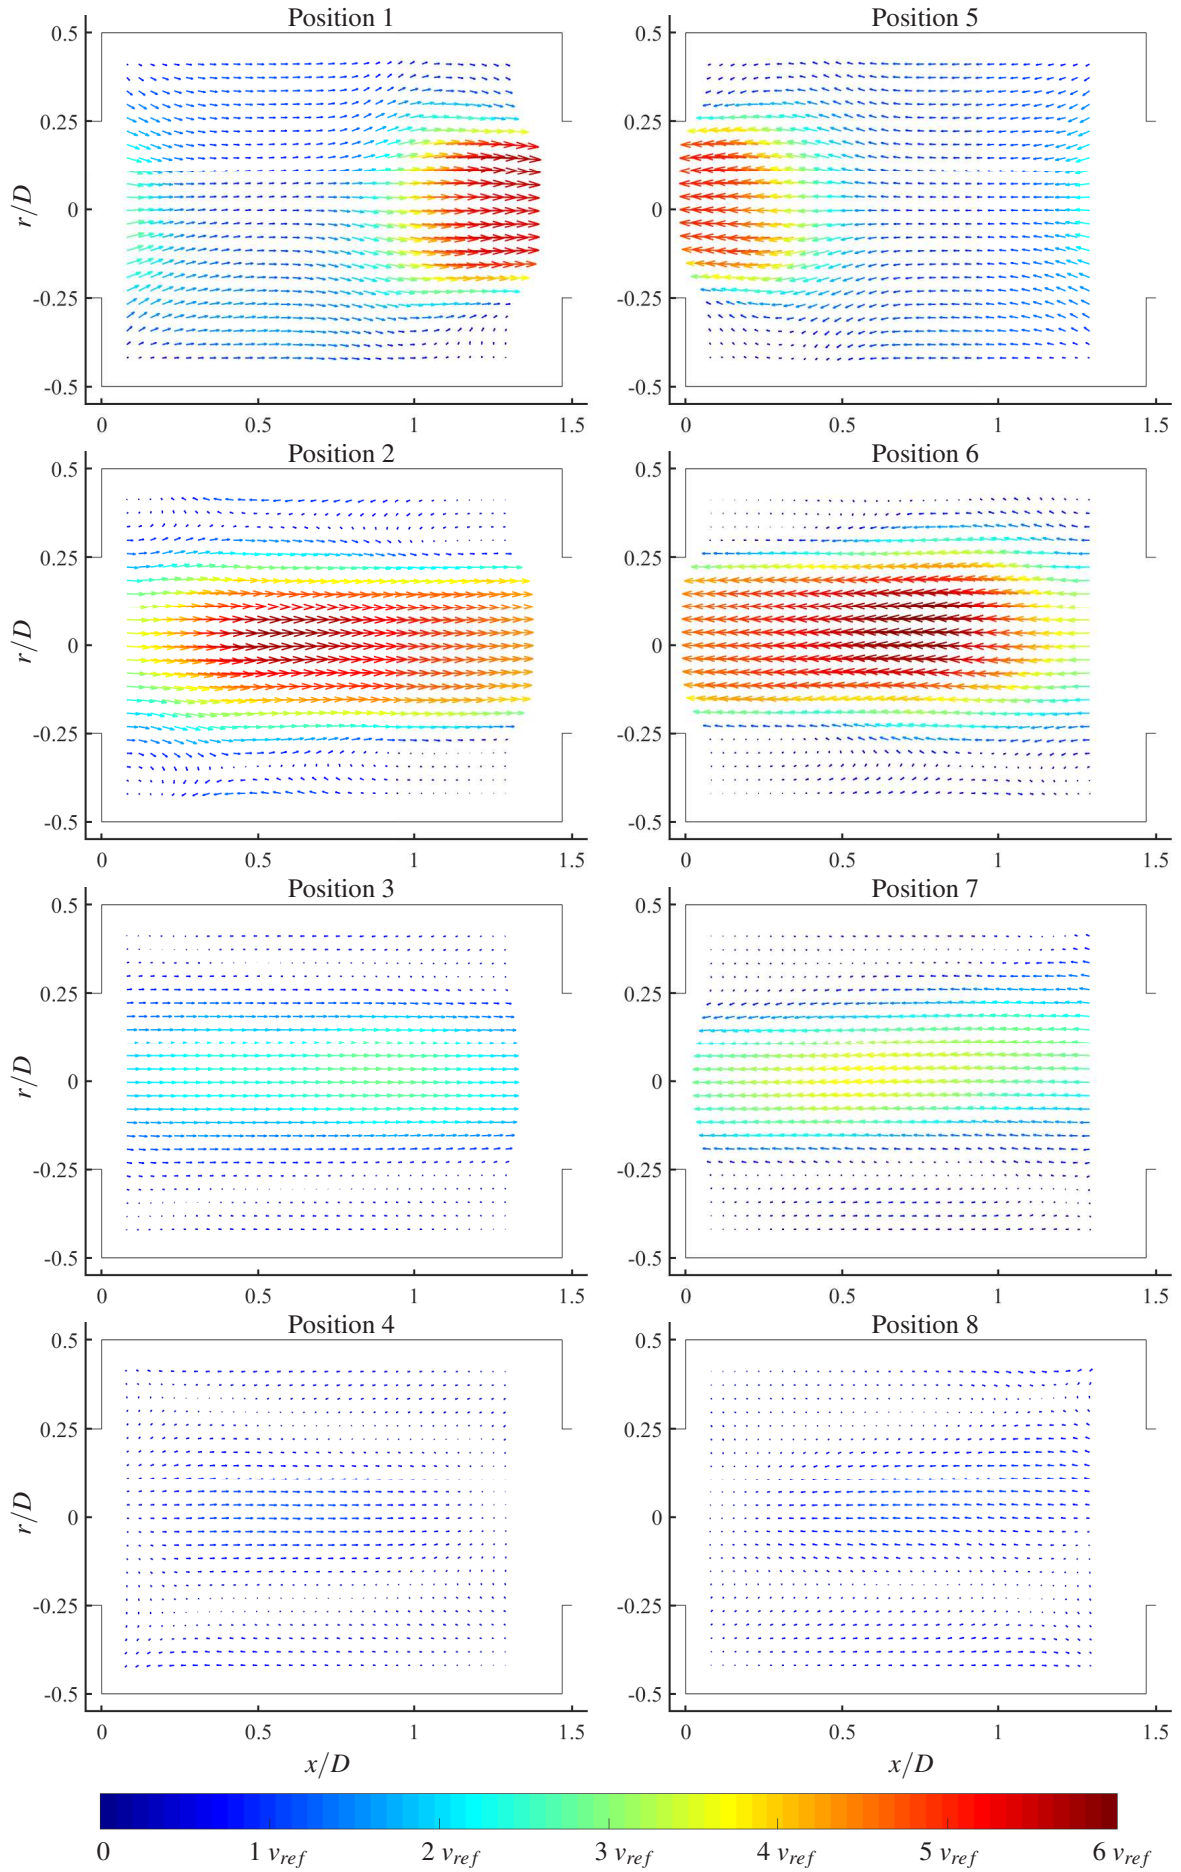 Position 1 Position 5
0.5 0.5
0.25 0.25
r/D 0 0
-0.25 -0.25
-0.5 -0.5
0 0.5 1 1.5 0 0.5 1 1.5
Position 2 Position 6
0.5 0.5
0.25 0.25
r/D 0 0
-0.25 -0.25
-0.5 -0.5
0 0.5 1 1.5 0 0.5 1 1.5
Position 3 Position 7
0.5 0.5
0.25 0.25
r/D 0 0
-0.25 -0.25
-0.5 -0.5
0 0.5 1 1.5 0 0.5 1 1.5
Position 4 Position 8
0.5 0.5
0.25 0.25
r/D 0 0
-0.25 -0.25
-0.5 -0.5
0 0.5 1 1.5 0 0.5 1 1.5
x/D x/D
0 1 v_ref 2 v_ref 3 v_ref 4 v_ref 5 v_ref 6 v_ref